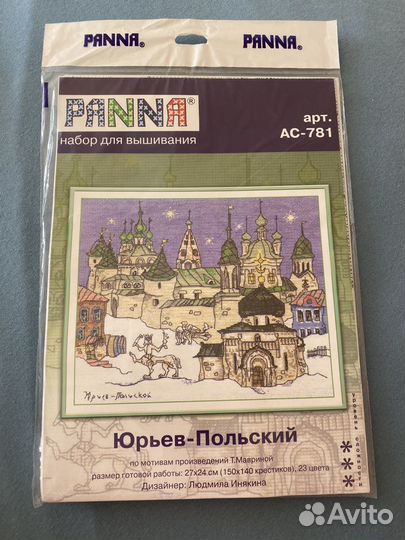 PANNA® PANNA®
PANNA®
набор для вышивания
арт.
АС-781
Юрьев-Польской
Юрьев-Польский
по мотивам произведений Т.Мавриной
размер готовой работы: 27x24 см (150x140 крестиков), 23 цвета
Дизайнер: Людмила Инякина
уровень сложности
Avito